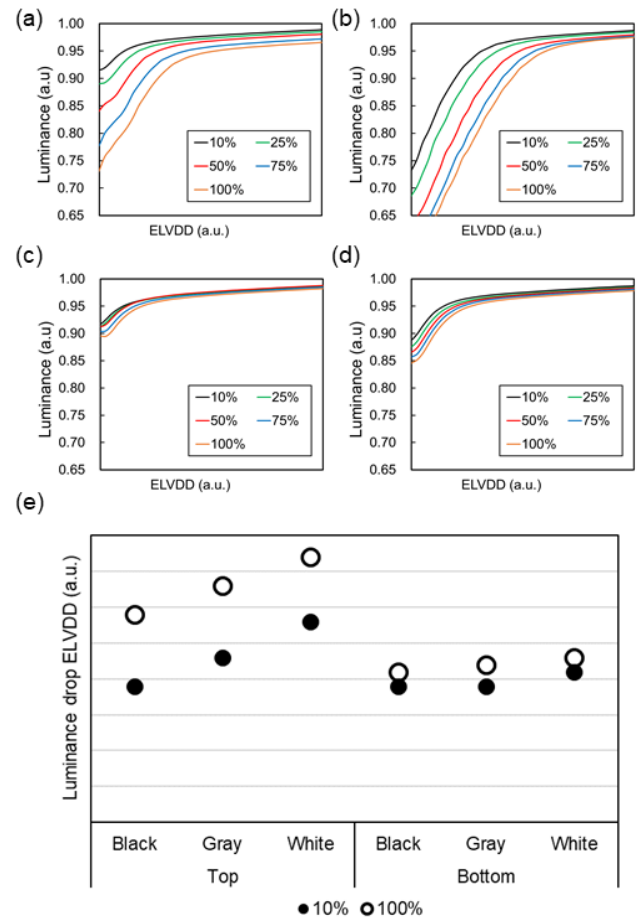 (a)
(b)
1.00
0.95
0.90
0.85
0.80
0.75
0.70
0.65
Luminance (a.u)
ELVDD (a.u.)
10% 25%
50% 75%
100%
1.00
0.95
0.90
0.85
0.80
0.75
0.70
0.65
Luminance (a.u)
ELVDD (a.u.)
10% 25%
50% 75%
100%
(c)
(d)
1.00
0.95
0.90
0.85
0.80
0.75
0.70
0.65
Luminance (a.u)
ELVDD (a.u.)
10% 25%
50% 75%
100%
1.00
0.95
0.90
0.85
0.80
0.75
0.70
0.65
Luminance (a.u)
ELVDD (a.u.)
10% 25%
50% 75%
100%
(e)
Luminance drop ELVDD (a.u.)
Black Gray White Black Gray White
Top Bottom
10% 100%